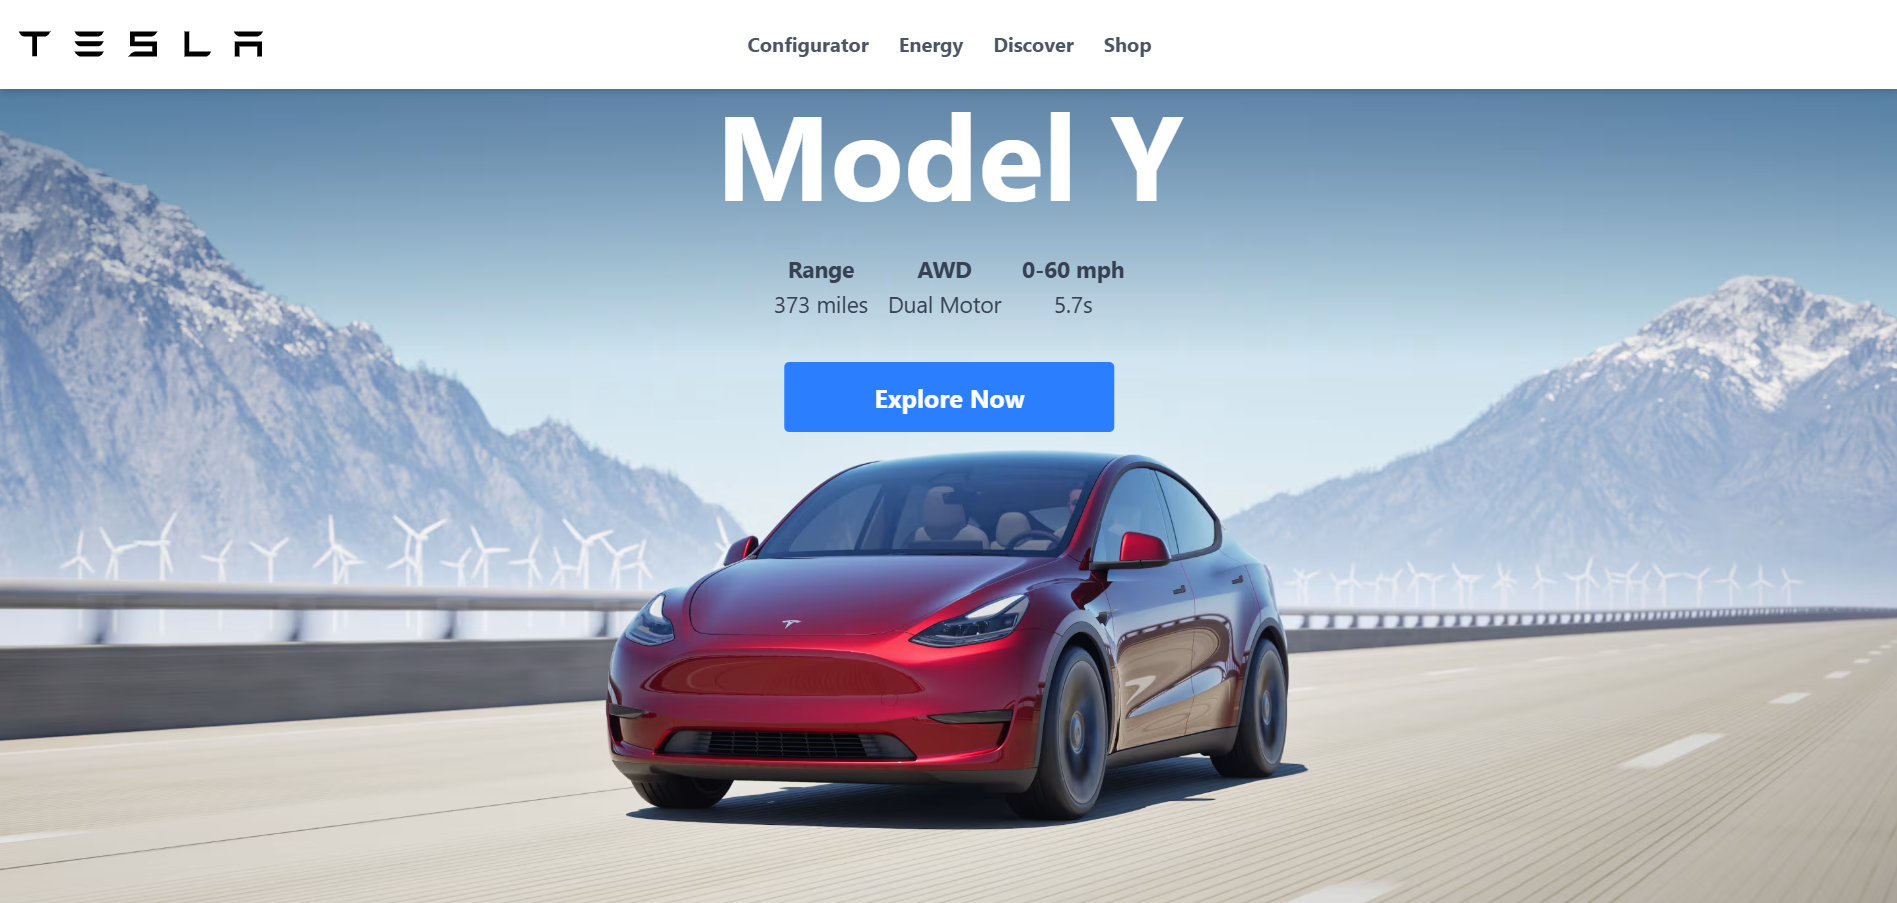 TESLA
Configurator Energy Discover Shop
Model Y
Range AWD 0-60 mph
373 miles Dual Motor 5.7s
Explore Now